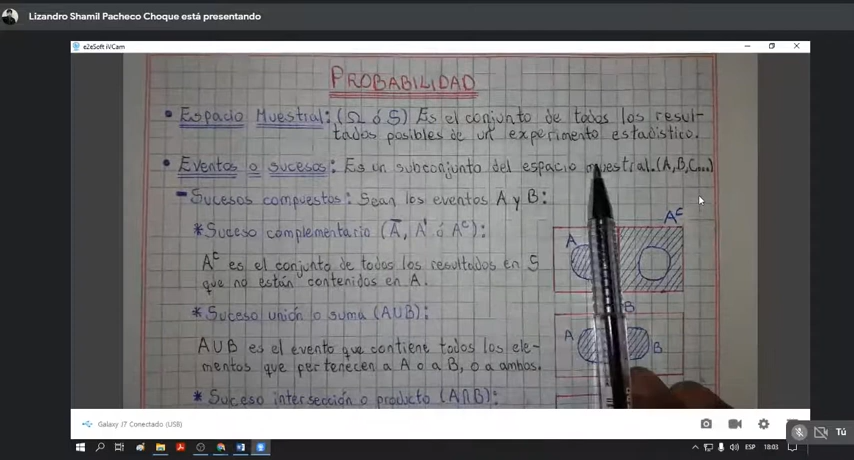 Lizandro Shamil Pacheco Choque está presentando
e2eSoft iVCam
PROBABILIDAD
• Espacio Muestral: (Ω ó S) Es el conjunto de todos los resul-
tados posibles de un experimento estadístico.
• Eventos o sucesos: Es un subconjunto del espacio muestral. (A,B,C....)
- Sucesos compuestos: Sean los eventos A y B:
* Suceso complementario (A̅, A' ó Aᶜ):
Aᶜ
A
Aᶜ es el conjunto de todos los resultados en S
que no están contenidos en A.
* Suceso unión o suma (A∪B):
B
A∪B es el evento que contiene todos los ele-
mentos que pertenecen a A o a B, o a ambos.
A
B
* Suceso intersección o producto (A∩B):
Galaxy J7 Conectado (USB)
Tú
ESP
18:03